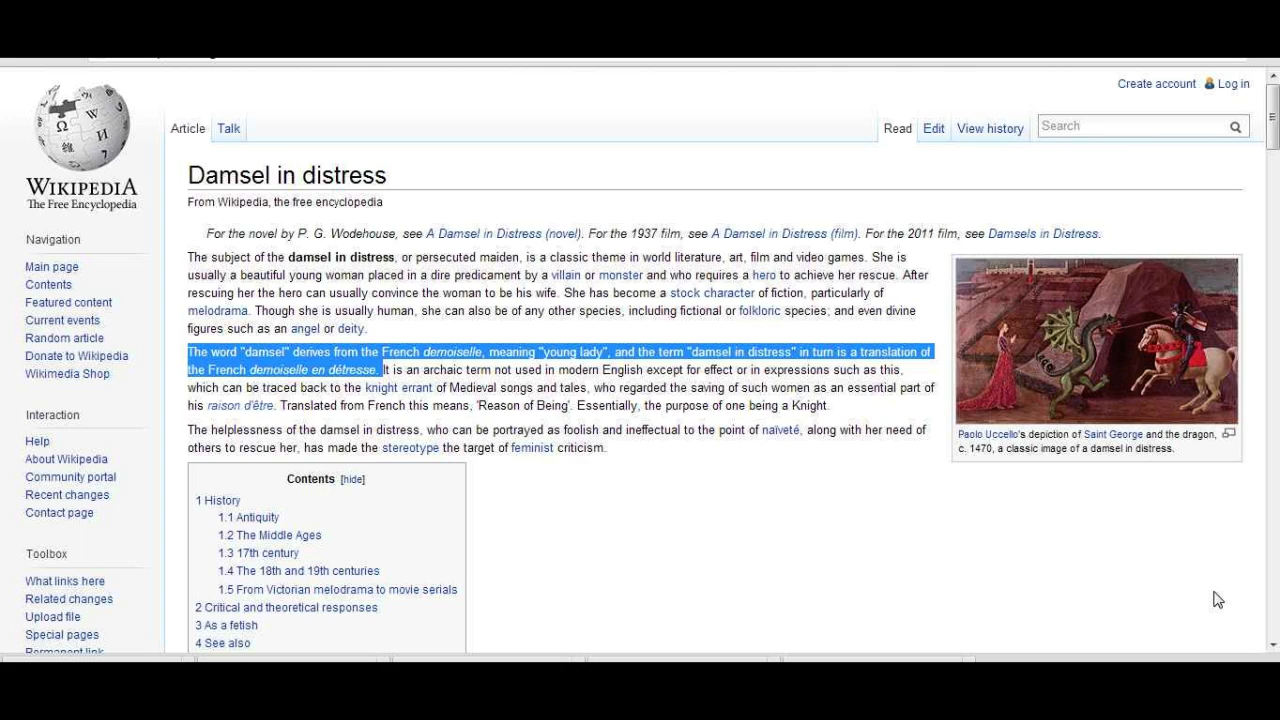 Create account Log in
Article Talk Read Edit View history Search
WIKIPEDIA
The Free Encyclopedia
Navigation
Main page
Contents
Featured content
Current events
Random article
Donate to Wikipedia
Wikimedia Shop
Interaction
Help
About Wikipedia
Community portal
Recent changes
Contact page
Toolbox
What links here
Related changes
Upload file
Special pages
Permanent link
Damsel in distress
From Wikipedia, the free encyclopedia
For the novel by P. G. Wodehouse, see A Damsel in Distress (novel). For the 1937 film, see A Damsel in Distress (film). For the 2011 film, see Damsels in Distress.
The subject of the damsel in distress, or persecuted maiden, is a classic theme in world literature, art, film and video games. She is
usually a beautiful young woman placed in a dire predicament by a villain or monster and who requires a hero to achieve her rescue. After
rescuing her the hero can usually convince the woman to be his wife. She has become a stock character of fiction, particularly of
melodrama. Though she is usually human, she can also be of any other species, including fictional or folkloric species; and even divine
figures such as an angel or deity.
The word "damsel" derives from the French demoiselle, meaning "young lady", and the term "damsel in distress" in turn is a translation of
the French demoiselle en détresse. It is an archaic term not used in modern English except for effect or in expressions such as this,
which can be traced back to the knight errant of Medieval songs and tales, who regarded the saving of such women as an essential part of
his raison d'être. Translated from French this means, 'Reason of Being'. Essentially, the purpose of one being a Knight.
The helplessness of the damsel in distress, who can be portrayed as foolish and ineffectual to the point of naïveté, along with her need of
others to rescue her, has made the stereotype the target of feminist criticism.
Paolo Uccello's depiction of Saint George and the dragon,
c. 1470, a classic image of a damsel in distress.
Contents [hide]
1 History
1.1 Antiquity
1.2 The Middle Ages
1.3 17th century
1.4 The 18th and 19th centuries
1.5 From Victorian melodrama to movie serials
2 Critical and theoretical responses
3 As a fetish
4 See also